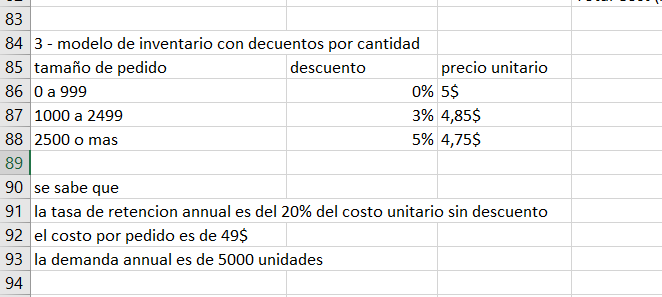 83
84 3 - modelo de inventario con decuentos por cantidad
85 tamaño de pedido descuento precio unitario
86 0 a 999 0% 5$
87 1000 a 2499 3% 4,85$
88 2500 o mas 5% 4,75$
89
90 se sabe que
91 la tasa de retencion annual es del 20% del costo unitario sin descuento
92 el costo por pedido es de 49$
93 la demanda annual es de 5000 unidades
94